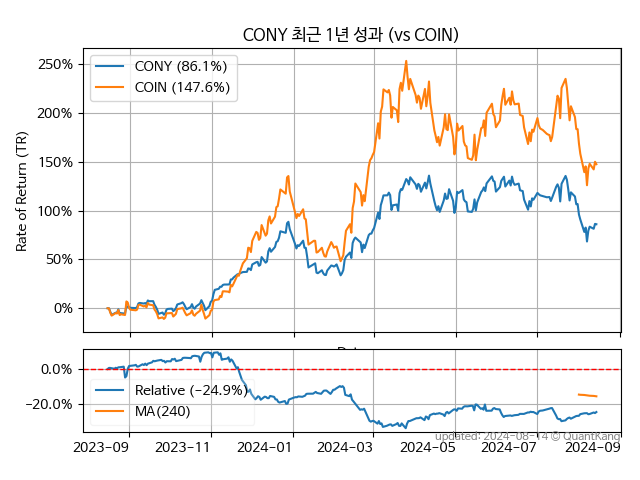 CONY 최근 1년 성과 (vs COIN)
Rate of Return (TR)
250%
200%
150%
100%
50%
0%
CONY (86.1%)
COIN (147.6%)
0.0%
−20.0%
Relative (−24.9%)
MA(240)
updated: 2024-08-14 © QuantKang
2023-09
2023-11
2024-01
2024-03
2024-05
2024-07
2024-09